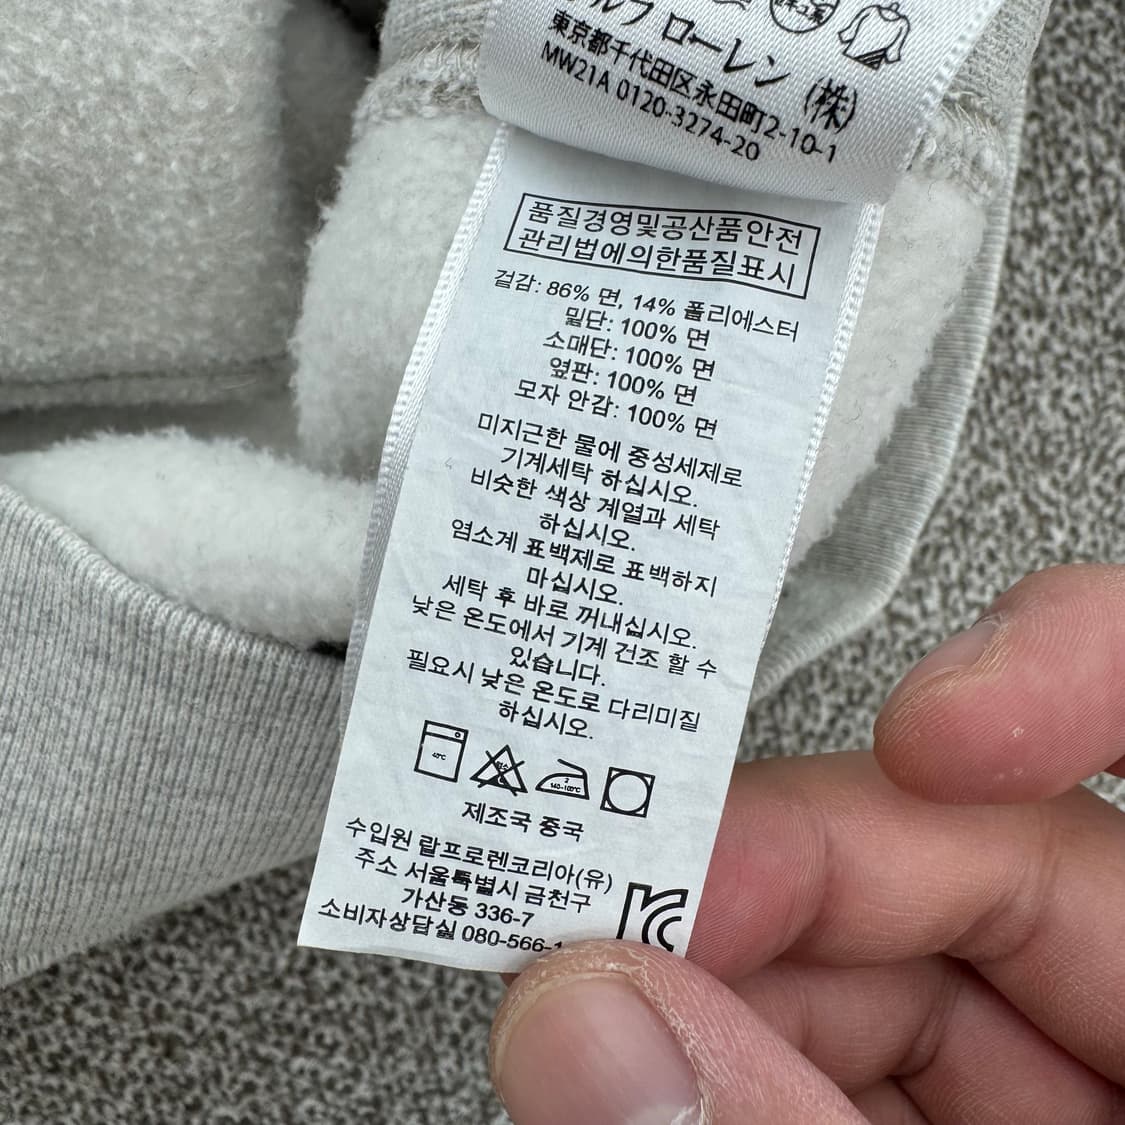 ルフ ローレン (株)
東京都千代田区永田町2-10-1
MW21A 0120-3274-20
품질경영및공산품안전
관리법에의한품질표시
겉감: 86% 면, 14% 폴리에스터
밑단: 100% 면
소매단: 100% 면
옆판: 100% 면
모자 안감: 100% 면
미지근한 물에 중성세제로
기계세탁 하십시오.
비슷한 색상 계열과 세탁
하십시오.
염소계 표백제로 표백하지
마십시오.
세탁 후 바로 꺼내십시오.
낮은 온도에서 기계 건조 할 수
있습니다.
필요시 낮은 온도로 다리미질
하십시오.
40℃
2
140-160℃
제조국 중국
수입원 랄프로렌코리아(유)
주소 서울특별시 금천구
가산동 336-7
소비자상담실 080-566-